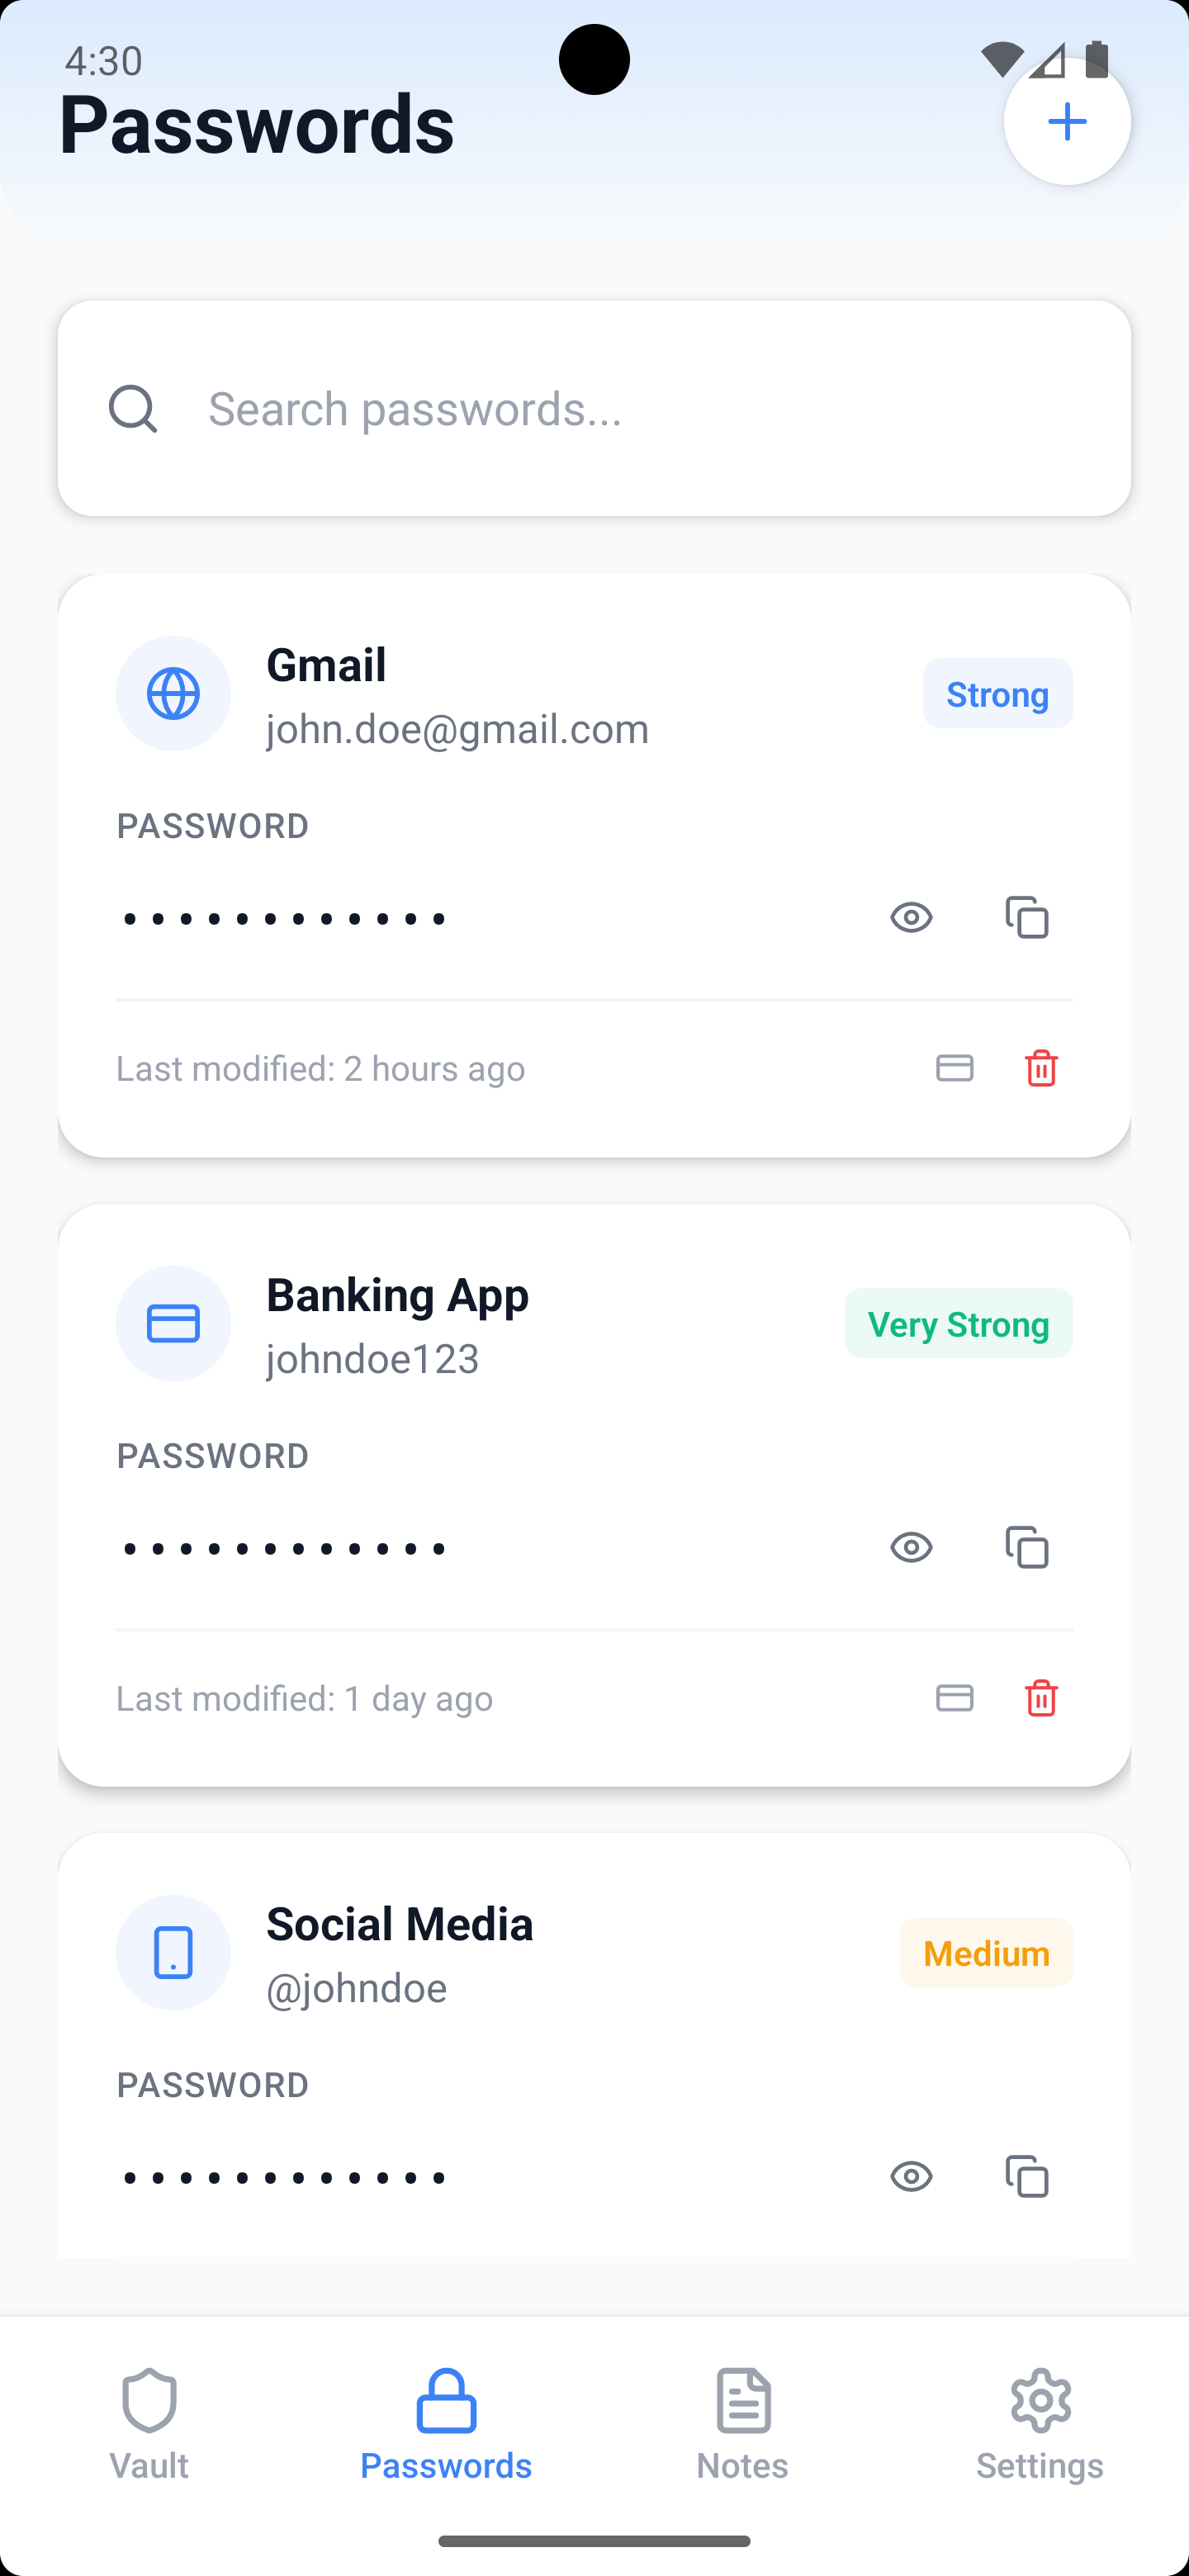 4:30
Passwords
Search passwords...
Gmail
john.doe@gmail.com
Strong
PASSWORD
••••••••••••
Last modified: 2 hours ago
Banking App
johndoe123
Very Strong
PASSWORD
••••••••••••
Last modified: 1 day ago
Social Media
@johndoe
Medium
PASSWORD
••••••••••••
Vault
Passwords
Notes
Settings